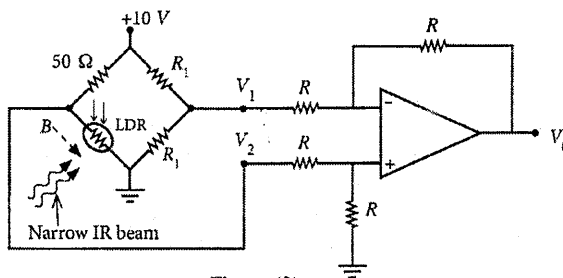 +10 V
50 Ω
R₁
R
V₁
R
−
B
LDR
V₂
R
+
R₁
R
Narrow IR beam